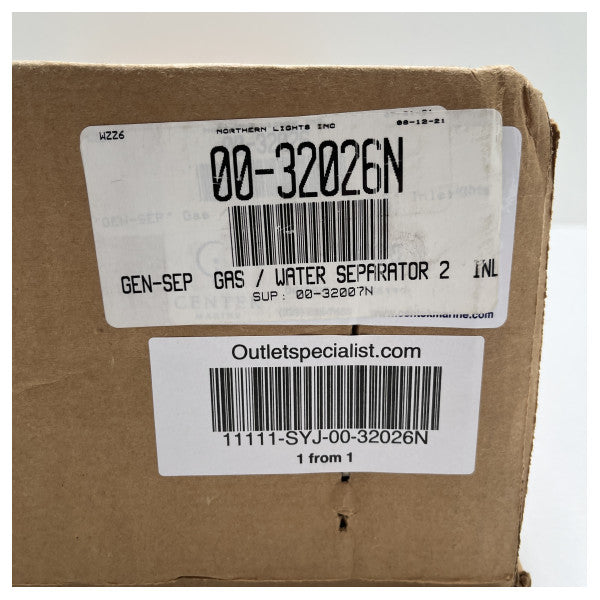 WZZ6
NORTHERN LIGHTS INC
08-12-21
00-32026N
GEN-SEP GAS / WATER SEPARATOR 2 INL
SUP: 00-32007N
Outletspecialist.com
11111-SYJ-00-32026N
1 from 1